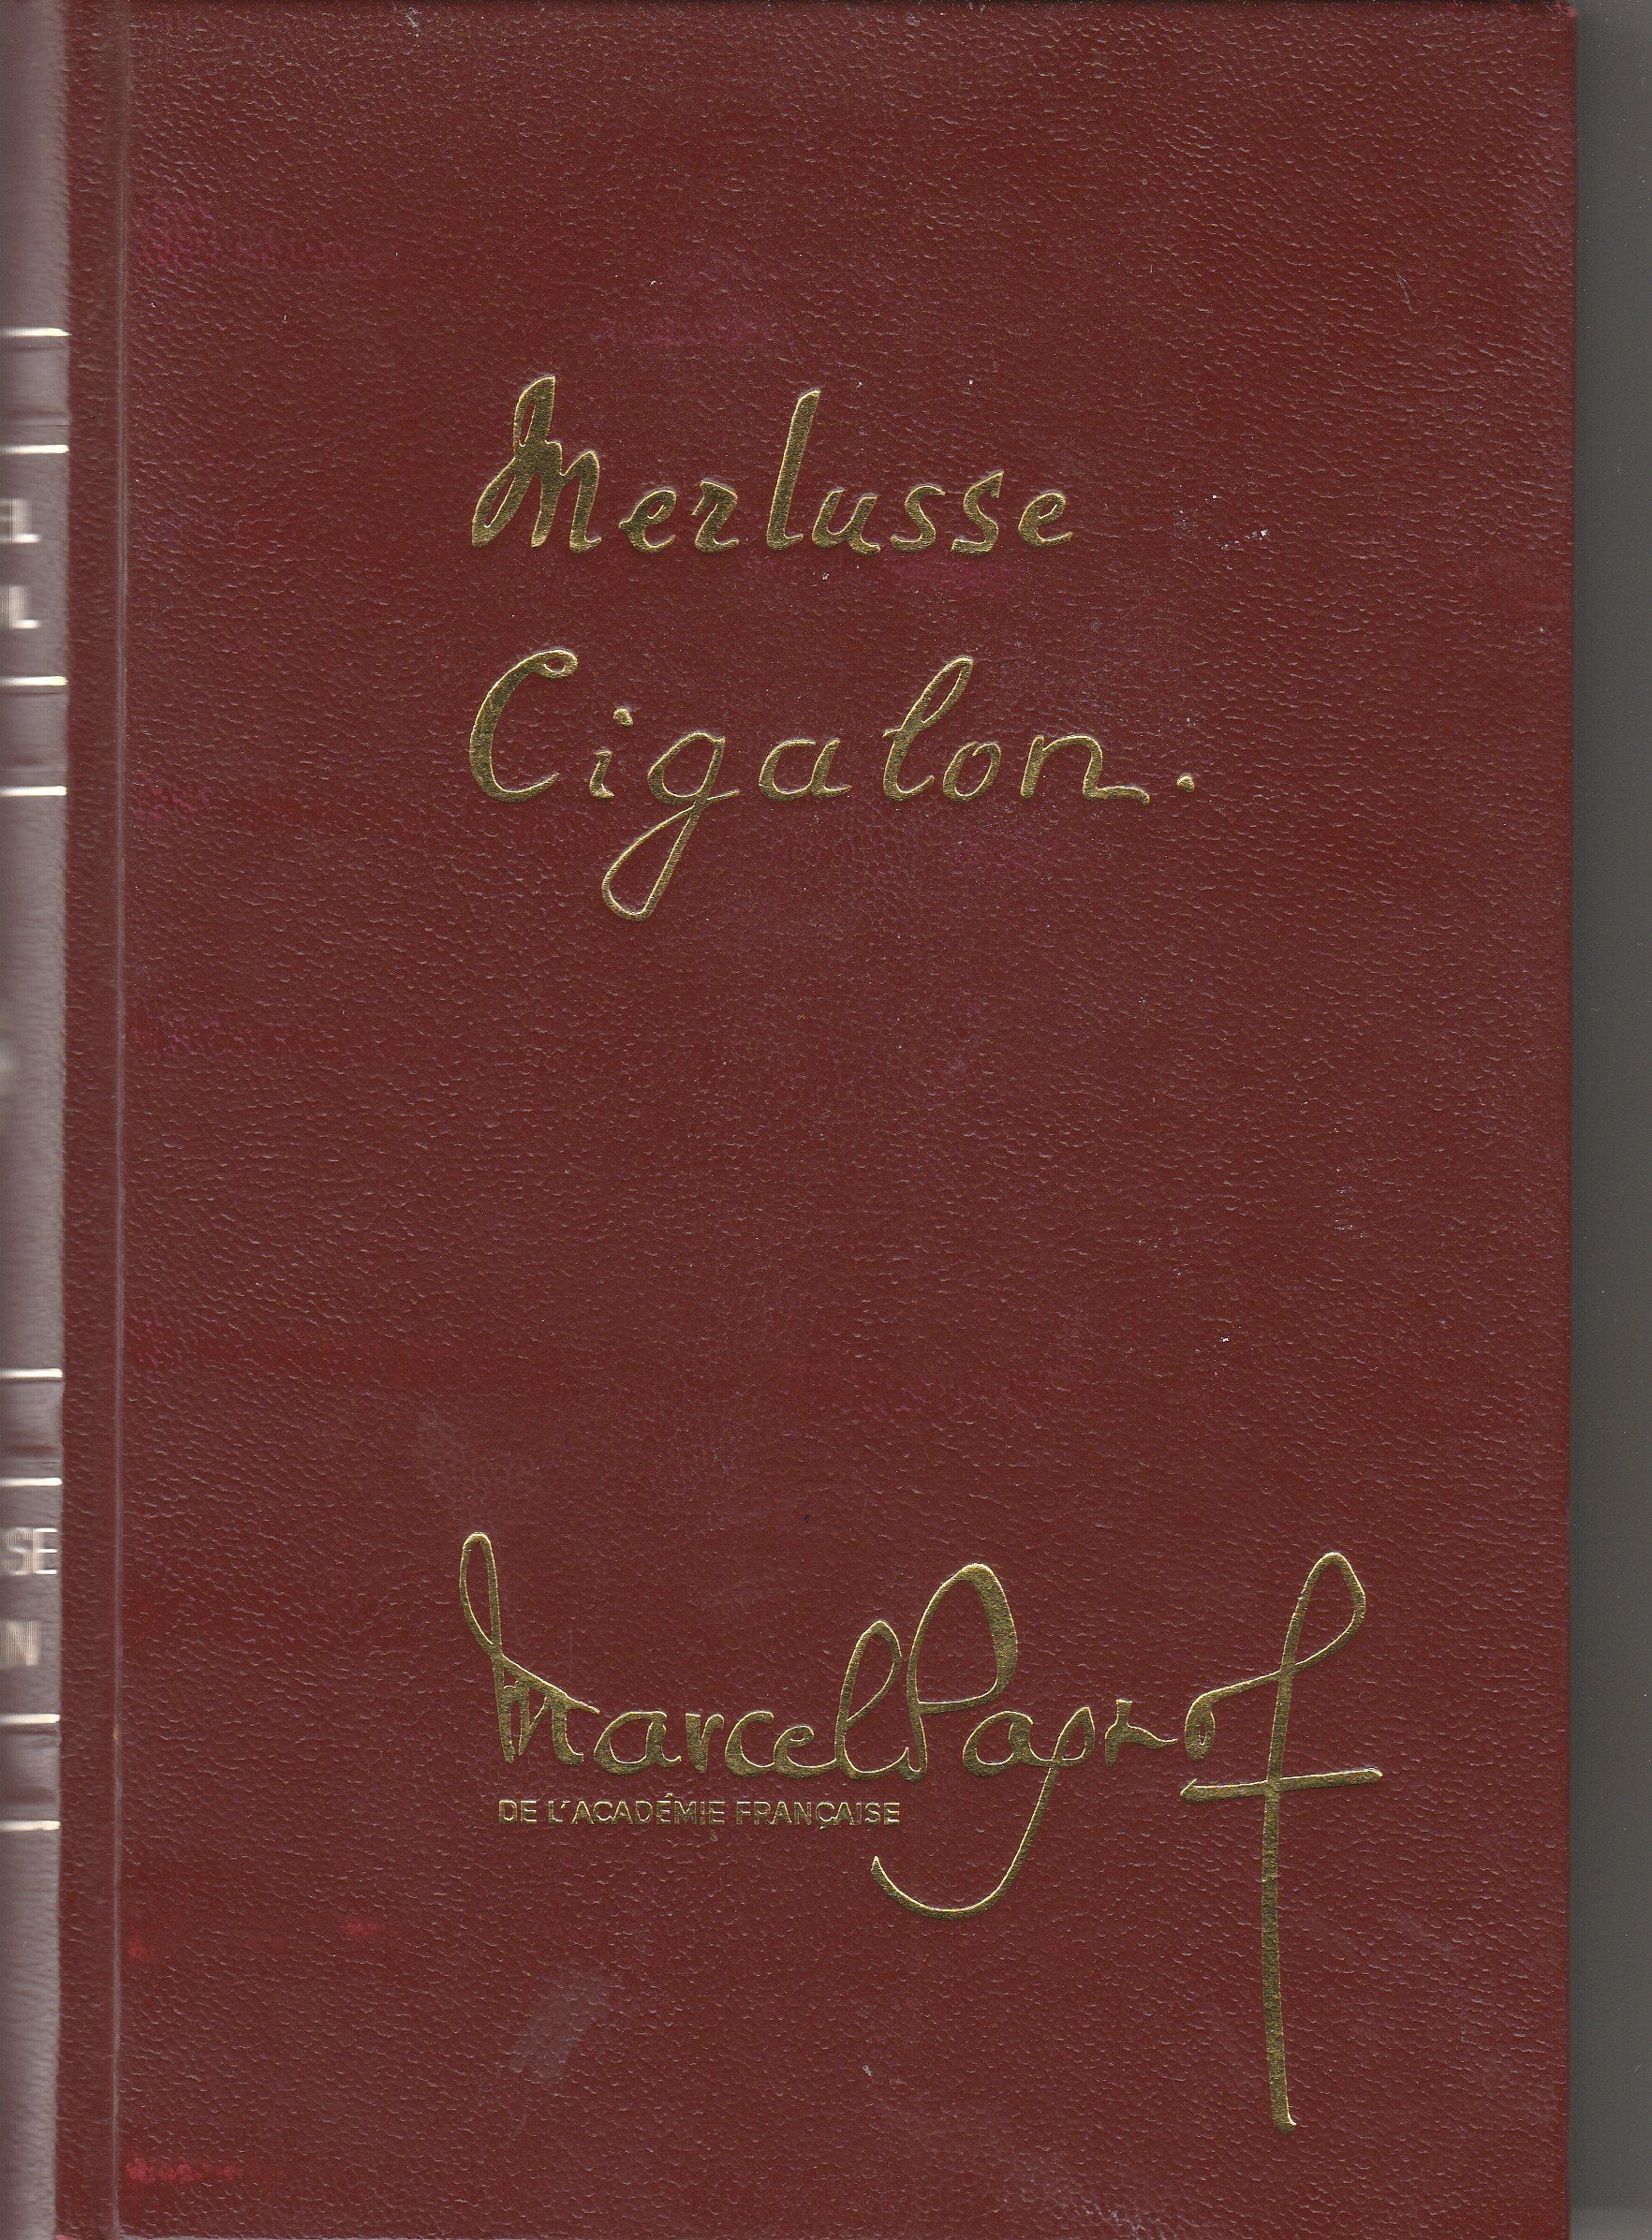 Merlusse
Cigalon.
Marcel Pagnol
DE L'ACADÉMIE FRANÇAISE